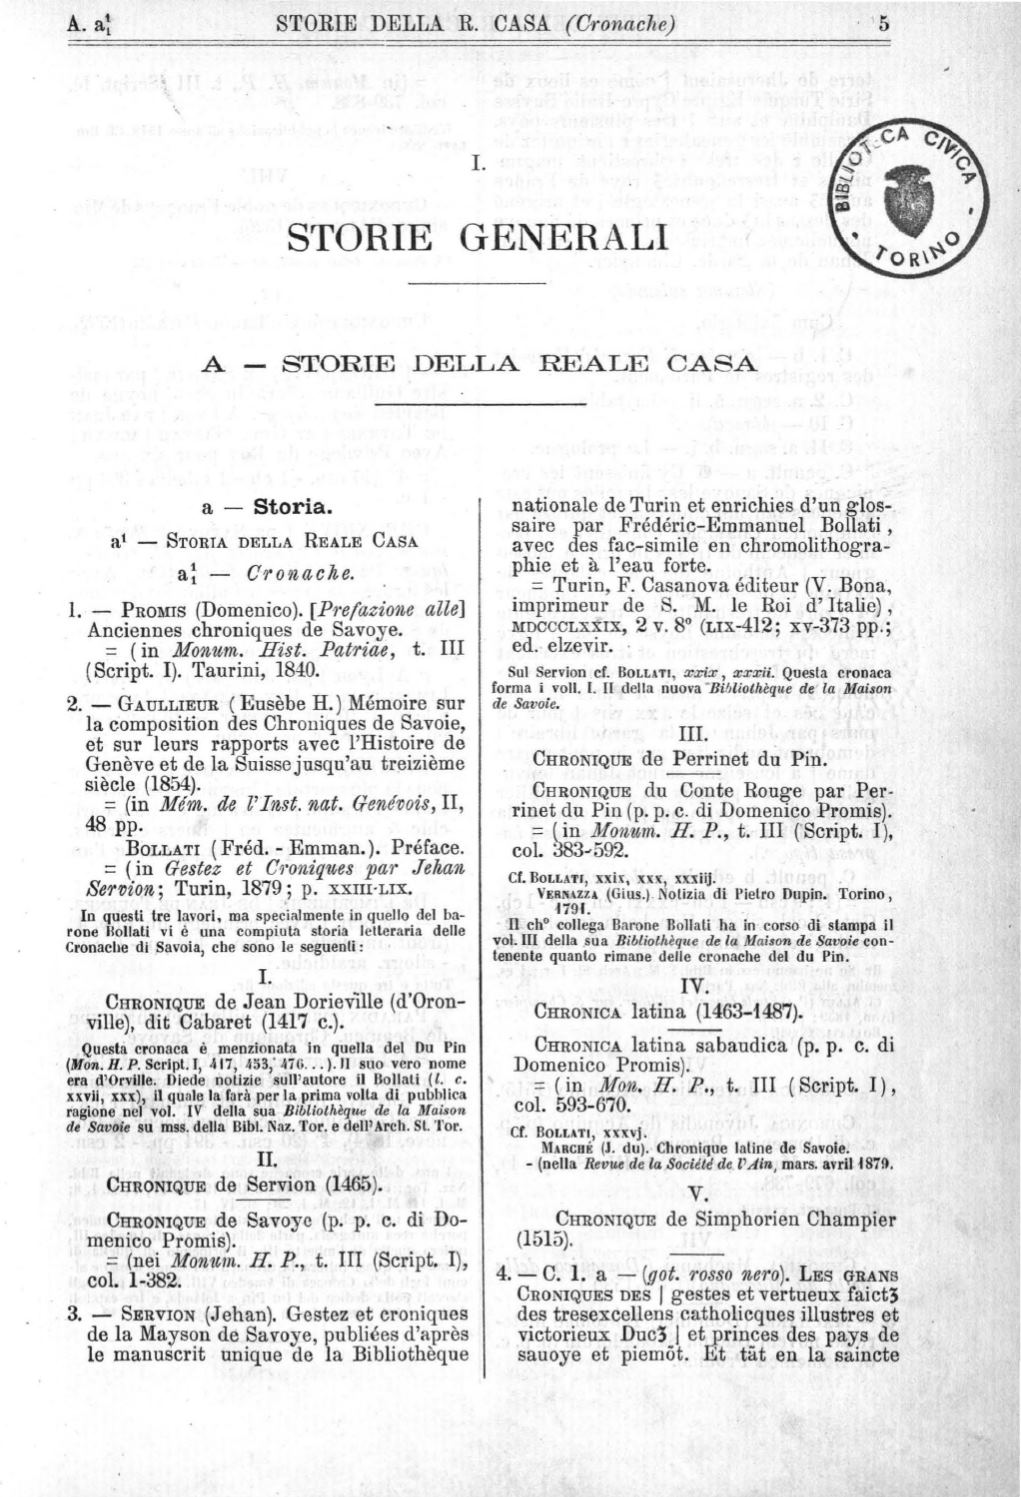 A. a¹₁ STORIE DELLA R. CASA (Cronache) 5
I.
STORIE GENERALI
BIBLIOTECA CIVICA
TORINO
A — STORIE DELLA REALE CASA
a — Storia.
a¹ — STORIA DELLA REALE CASA
a¹₁ — Cronache.
1. — PROMIS (Domenico). [Prefazione alle]
Anciennes chroniques de Savoye.
= (in Monum. Hist. Patriae, t. III
(Script. I). Taurini, 1840.
2. — GAULLIEUR (Eusèbe H.) Mémoire sur
la composition des Chroniques de Savoie,
et sur leurs rapports avec l'Histoire de
Genève et de la Suisse jusqu'au treizième
siècle (1854).
= (in Mém. de l'Inst. nat. Genévois, II,
48 pp.
BOLLATI (Fréd. - Emman.). Préface.
= (in Gestez et Croniques par Jehan
Servion; Turin, 1879; p. XXIII-LIX.
In questi tre lavori, ma specialmente in quello del ba-
rone Bollati vi è una compiuta storia letteraria delle
Cronache di Savoia, che sono le seguenti:
I.
CHRONIQUE de Jean Dorieville (d'Oron-
ville), dit Cabaret (1417 c.).
Questa cronaca è menzionata in quella del Du Pin
(Mon. H. P. Script. I, 417, 453, 476...). Il suo vero nome
era d'Orville. Diede notizie sull'autore il Bollati (l. c.
xxvii, xxx), il quale la farà per la prima volta di pubblica
ragione nel vol. IV della sua Bibliothèque de la Maison
de Savoie su mss. della Bibl. Naz. Tor. e dell'Arch. St. Tor.
II.
CHRONIQUE de Servion (1465).
CHRONIQUE de Savoye (p. p. c. di Do-
menico Promis).
= (nei Monum. H. P., t. III (Script. I),
col. 1-382.
3. — SERVION (Jehan). Gestez et croniques
de la Mayson de Savoye, publiées d'après
le manuscrit unique de la Bibliothèque
nationale de Turin et enrichies d'un glos-
saire par Frédéric-Emmanuel Bollati,
avec des fac-simile en chromolithogra-
phie et à l'eau forte.
= Turin, F. Casanova éditeur (V. Bona,
imprimeur de S. M. le Roi d'Italie),
MDCCCLXXIX, 2 v. 8° (LIX-412; XV-373 pp.;
ed. elzevir.
Sul Servion cf. BOLLATI, xxix, xxxii. Questa cronaca
forma i voll. I. II della nuova Bibliothèque de la Maison
de Savoie.
III.
CHRONIQUE de Perrinet du Pin.
CHRONIQUE du Conte Rouge par Per-
rinet du Pin (p. p. c. di Domenico Promis).
= (in Monum. H. P., t. III (Script. I),
col. 383-592.
Cf. BOLLATI, xxix, xxx, xxxiij.
- VERNAZZA (Gius.) Notizia di Pietro Dupin. Torino,
1791.
Il ch° collega Barone Bollati ha in corso di stampa il
vol. III della sua Bibliothèque de la Maison de Savoie con-
tenente quanto rimane delle cronache del du Pin.
IV.
CHRONICA latina (1463-1487).
CHRONICA latina sabaudica (p. p. c. di
Domenico Promis).
= (in Mon. H. P., t. III (Script. I),
col. 593-670.
Cf. BOLLATI, xxxvj.
MARCHÉ (J. du). Chronique latine de Savoie.
- (nella Revue de la Société de l'Ain, mars. avril 1879.
V.
CHRONIQUE de Simphorien Champier
(1515).
4. — C. 1. a — (got. rosso nero). LES GRANS
CRONIQUES DES | gestes et vertueux faictʒ
des tresexcellens catholicques illustres et
victorieux Ducʒ | et princes des pays de
sauoye et piemōt. Et tāt en la saincte